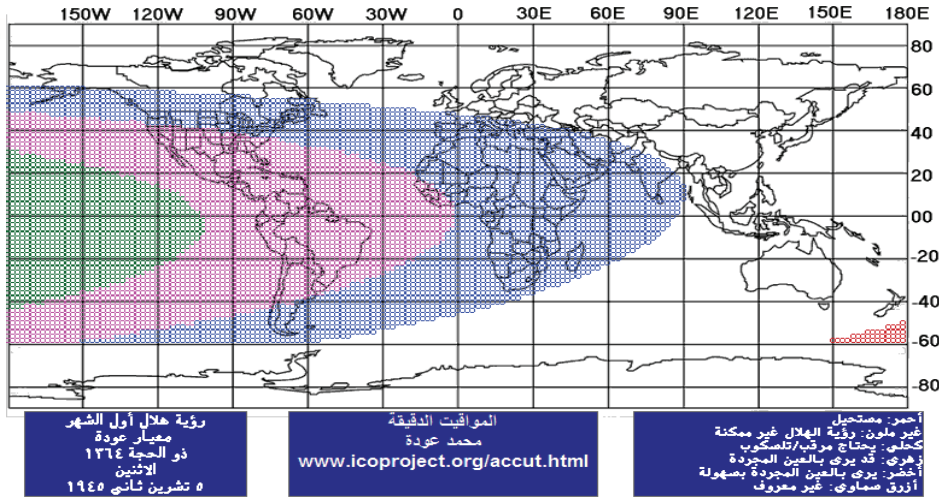 150W 120W 90W 60W 30W 0 30E 60E 90E 120E 150E 180E
80
60
40
20
00
-20
-40
-60
-80
رؤية هلال أول الشهر
معيار عودة
ذو الحجة ١٣٦٤
الاثنين
٥ تشرين ثاني ١٩٤٥
المواقيت الدقيقة
محمد عودة
www.icoproject.org/accut.html
أحمر: مستحيل
غير ملون: رؤية الهلال غير ممكنة
كحلي: يحتاج مرقب/تلسكوب
زهري: قد يرى بالعين المجردة
أخضر: يرى بالعين المجردة بصهولة
أزرق صماوي: غير معروف